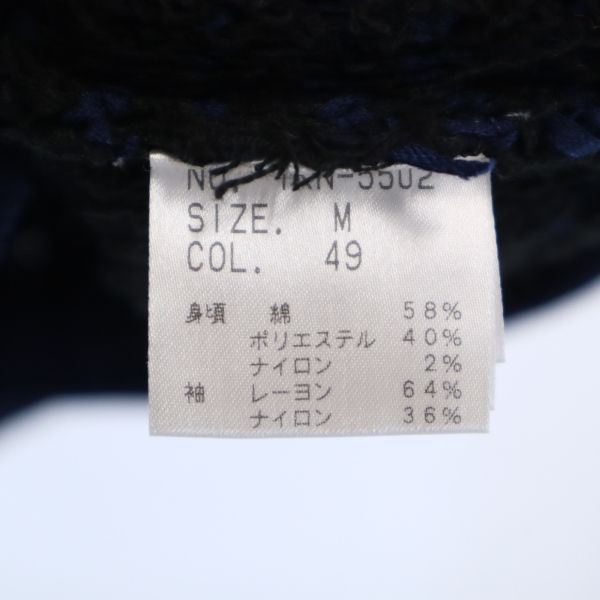 NO.
SIZE. M
COL. 49
身頃 綿 58%
ポリエステル 40%
ナイロン 2%
袖 レーヨン 64%
ナイロン 36%